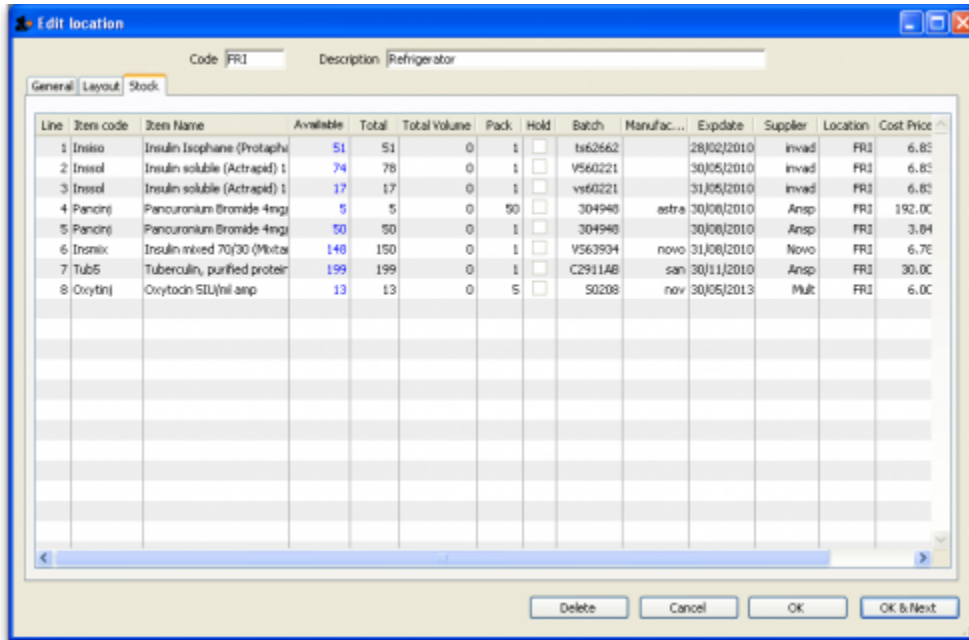 Edit location
Code FRI Description Refrigerator
General Layout Stock
Line Item code Item Name Available Total Total Volume Pack Hold Batch Manufac... Expdate Supplier Location Cost Price
1 Insiso Insulin Isophane (Protapha 51 51 0 1 ts62662 28/02/2010 invad FRI 6.83
2 Inssol Insulin soluble (Actrapid) 1 74 78 0 1 VS60221 30/05/2010 invad FRI 6.83
3 Inssol Insulin soluble (Actrapid) 1 17 17 0 1 vs60221 31/05/2010 invad FRI 6.83
4 Pancinj Pancuronium Bromide 4mg/ 5 5 0 50 304948 astra 30/08/2010 Ansp FRI 192.00
5 Pancinj Pancuronium Bromide 4mg/ 50 50 0 1 304948 30/08/2010 Ansp FRI 3.84
6 Insmix Insulin mixed 70/30 (Mixtar 148 150 0 1 VS63934 novo 31/08/2010 Novo FRI 6.78
7 Tub5 Tuberculin, purified protein 199 199 0 1 C2911AB san 30/11/2010 Ansp FRI 30.00
8 Oxytinj Oxytocin 5IU/ml amp 13 13 0 5 S0208 nov 30/05/2013 Mult FRI 6.00
Delete Cancel OK OK & Next